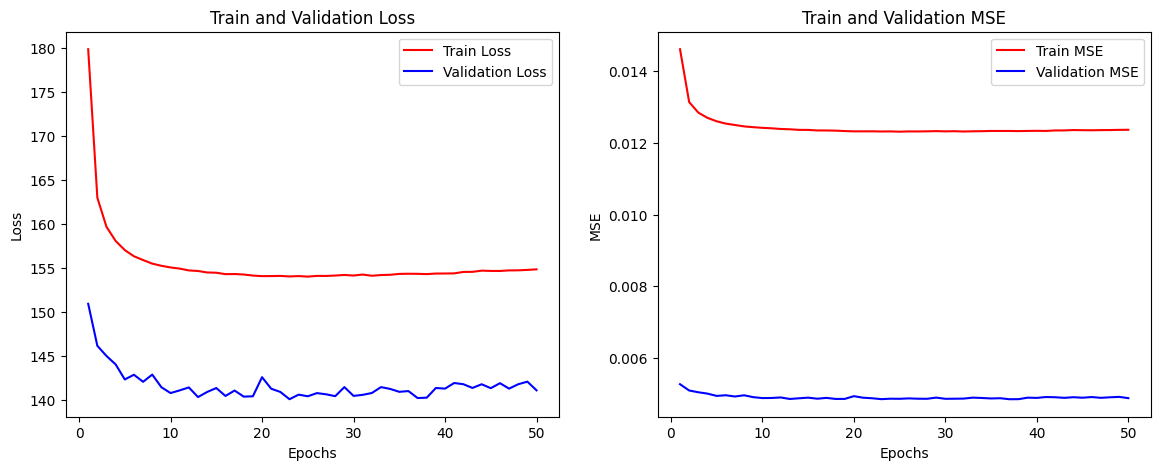 Train and Validation Loss
Train Loss
Validation Loss
Loss
180
175
170
165
160
155
150
145
140
0
10
20
30
40
50
Epochs
Train and Validation MSE
Train MSE
Validation MSE
MSE
0.014
0.012
0.010
0.008
0.006
0
10
20
30
40
50
Epochs